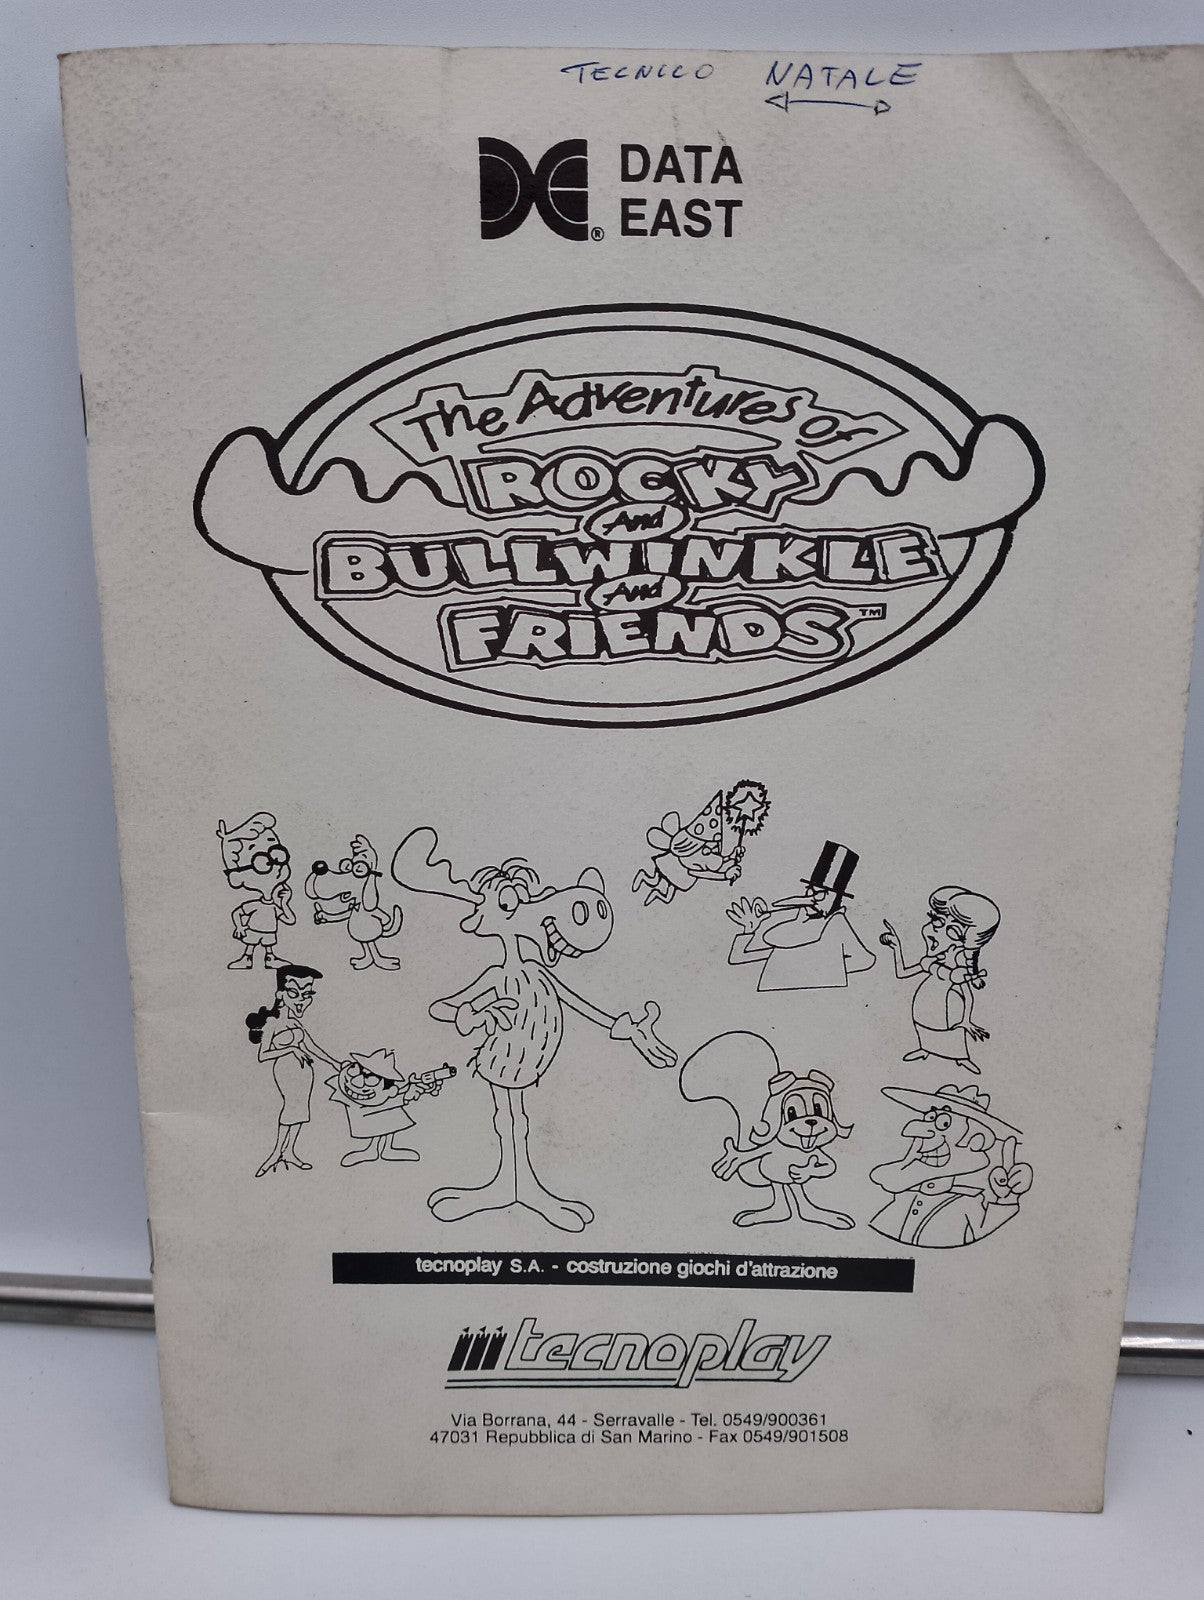 TECNICO NATALE
DATA
EAST
®
The Adventures of
ROCKY
And
BULLWINKLE
And
FRIENDS™
tecnoplay S.A. - costruzione giochi d'attrazione
tecnoplay
Via Borrana, 44 - Serravalle - Tel. 0549/900361
47031 Repubblica di San Marino - Fax 0549/901508